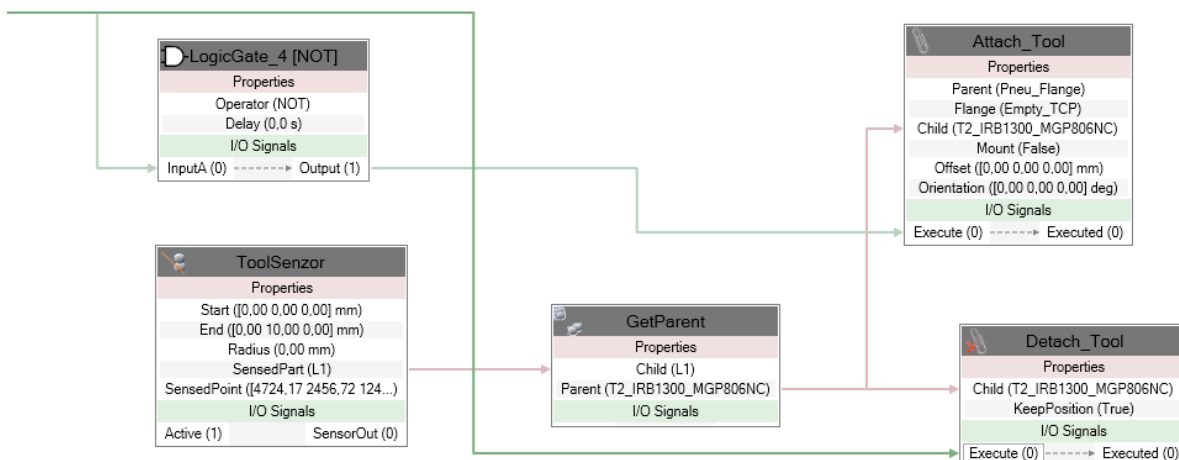 LogicGate_4 [NOT]
Properties
Operator (NOT)
Delay (0,0 s)
I/O Signals
InputA (0) Output (1)
Attach_Tool
Properties
Parent (Pneu_Flange)
Flange (Empty_TCP)
Child (T2_IRB1300_MGP806NC)
Mount (False)
Offset ([0,00 0,00 0,00] mm)
Orientation ([0,00 0,00 0,00] deg)
I/O Signals
Execute (0) Executed (0)
ToolSenzor
Properties
Start ([0,00 0,00 0,00] mm)
End ([0,00 10,00 0,00] mm)
Radius (0,00 mm)
SensedPart (L1)
SensedPoint ([4724,17 2456,72 124...)
I/O Signals
Active (1) SensorOut (0)
GetParent
Properties
Child (L1)
Parent (T2_IRB1300_MGP806NC)
I/O Signals
Detach_Tool
Properties
Child (T2_IRB1300_MGP806NC)
KeepPosition (True)
I/O Signals
Execute (0) Executed (0)